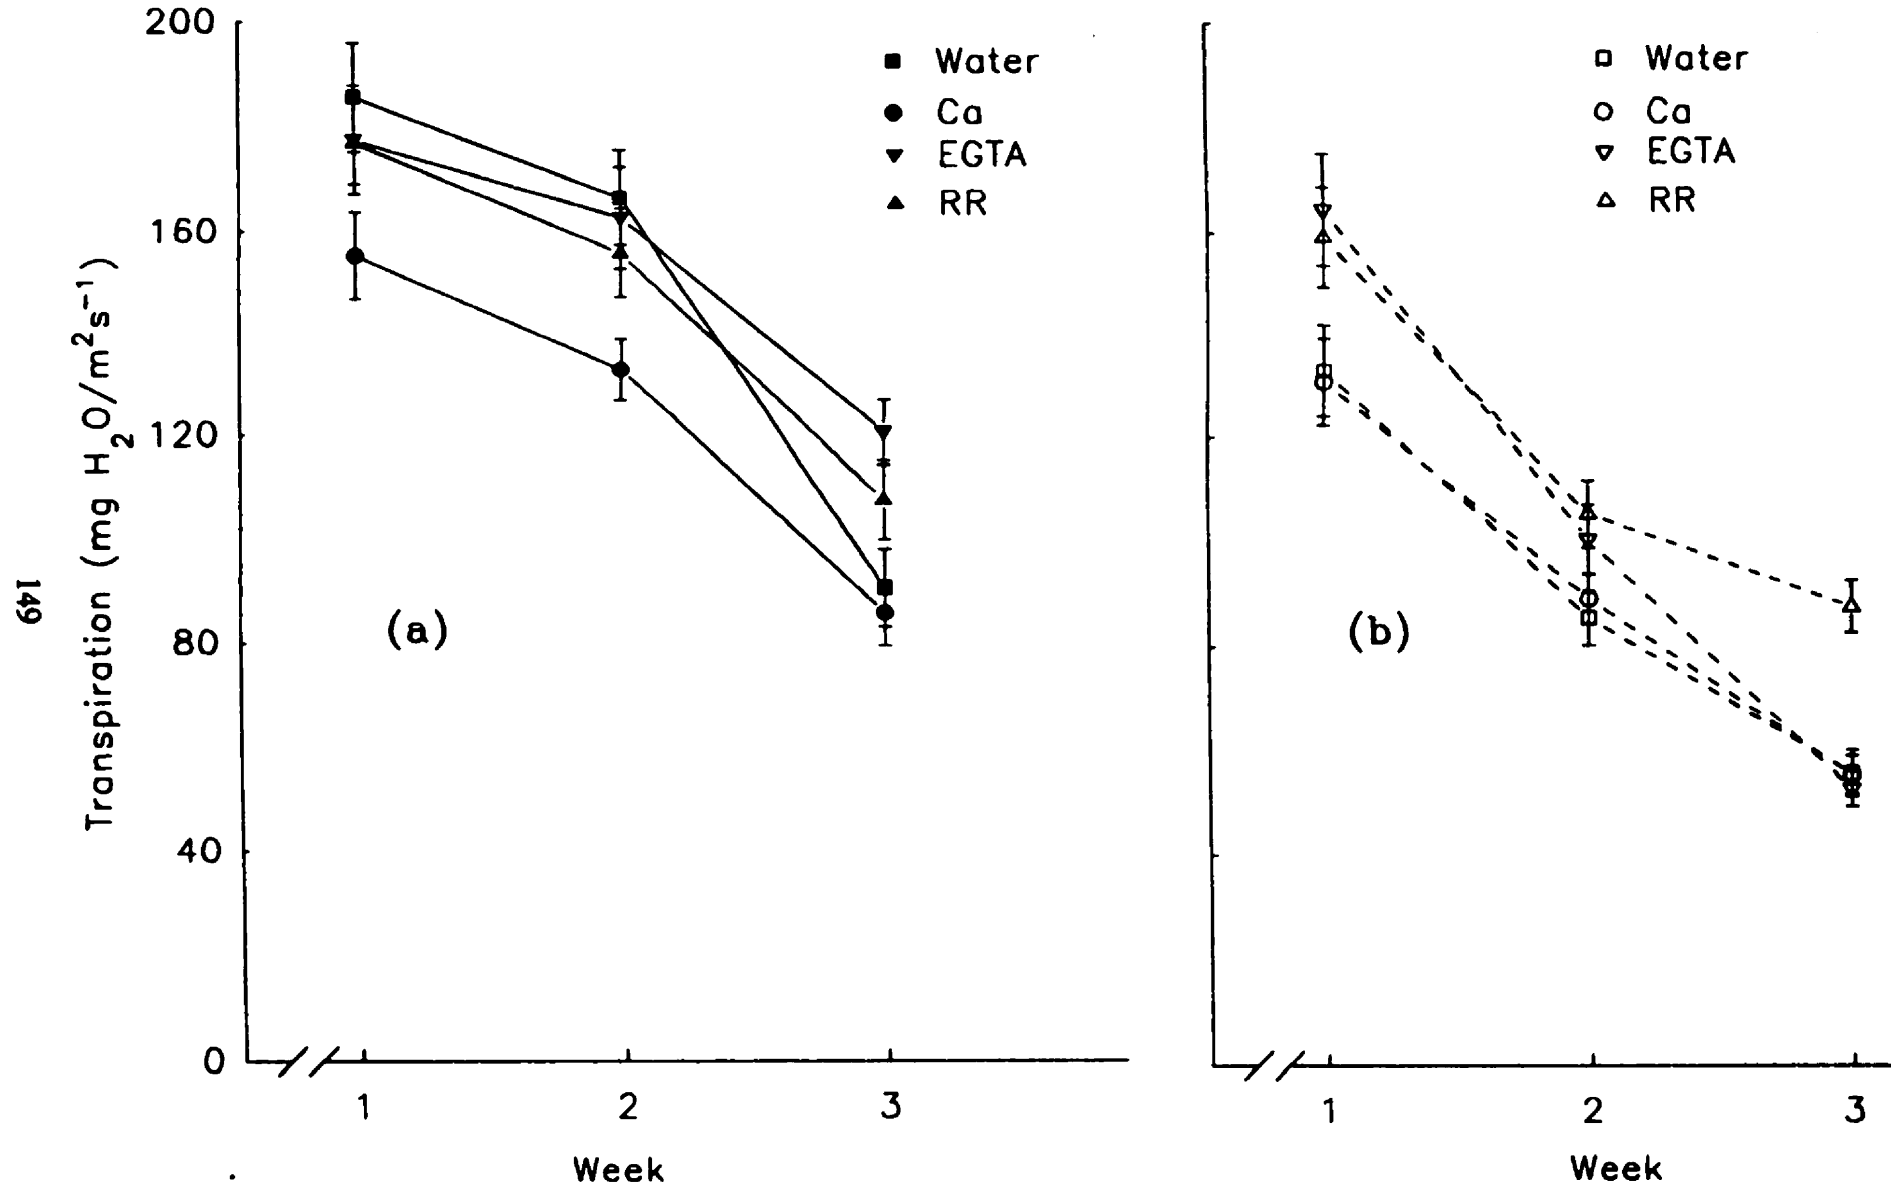 200
160
120
80
40
0
Transpiration (mg H₂O/m²s⁻¹)
149
Water
Ca
EGTA
RR
(a)
1 2 3
Week
Water
Ca
EGTA
RR
(b)
1 2 3
Week